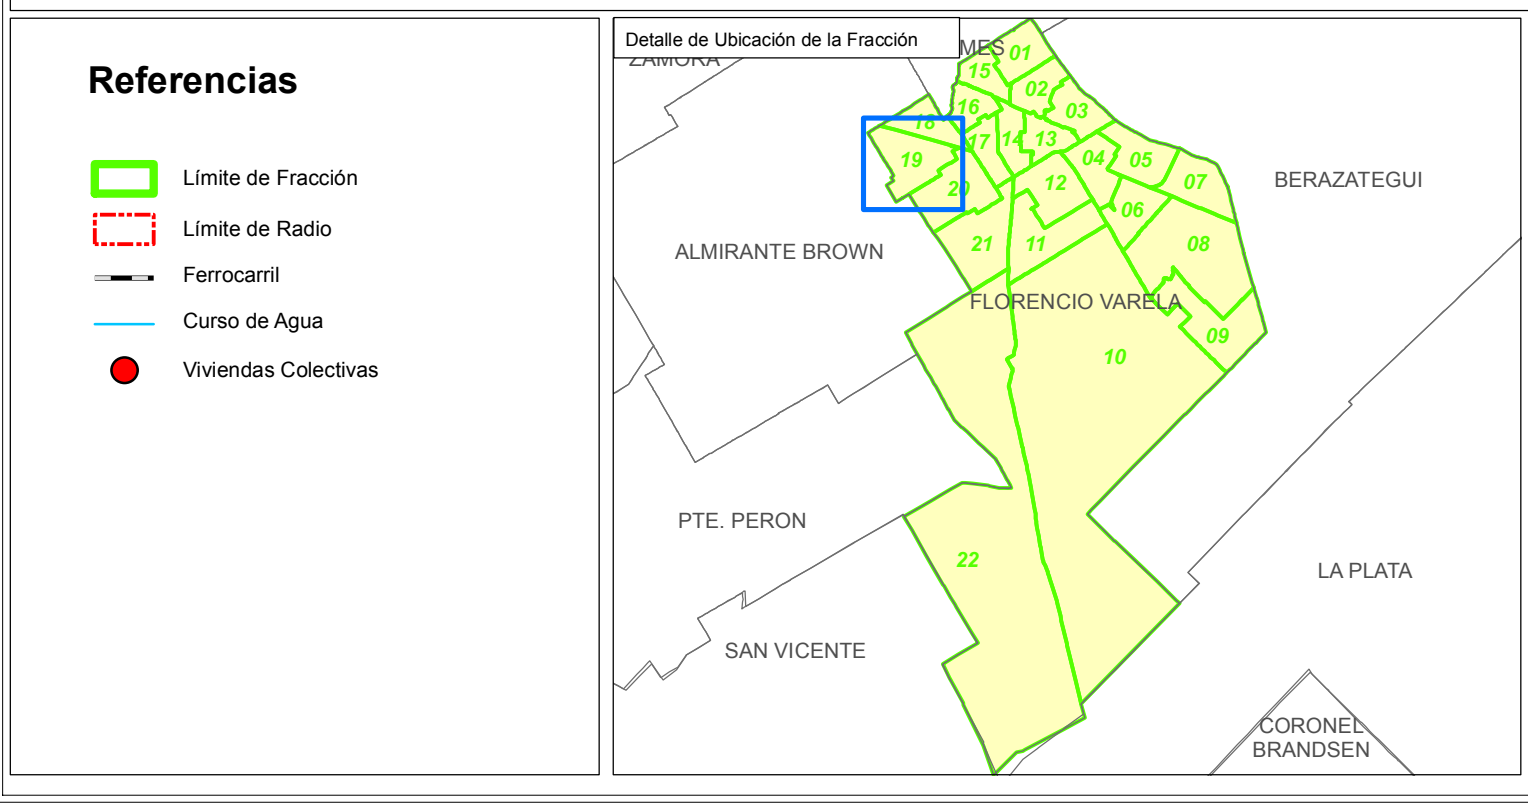 Referencias
Límite de Fracción
Límite de Radio
Ferrocarril
Curso de Agua
Viviendas Colectivas
Detalle de Ubicación de la Fracción
MES
ZAMORA
01
15
02
16
03
18
17
14
13
19
04
05
20
12
07
BERAZATEGUI
06
ALMIRANTE BROWN
21
11
08
FLORENCIO VARELA
09
10
PTE. PERON
22
LA PLATA
SAN VICENTE
CORONEL
BRANDSEN